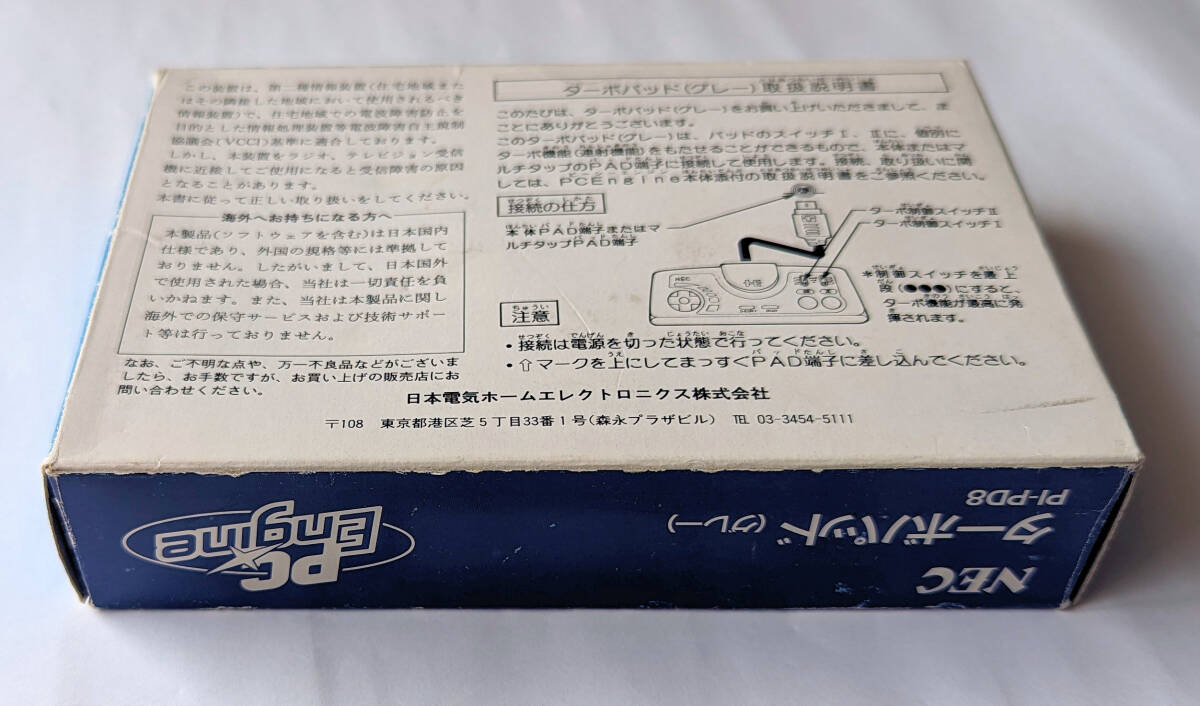 この装置は、第二種情報装置(住宅地域また
はその隣接した地域において使用されるべき
情報装置)で、住宅地域での電波障害防止を
目的とした情報処理装置等電波障害自主規制
協議会(VCCI)基準に適合しております。
しかし、本装置をラジオ、テレビジョン受信
機に近接してご使用になると受信障害の原因
となることがあります。
本書に従って正しい取り扱いをしてください。
海外へお持ちになる方へ
本製品(ソフトウェアを含む)は日本国内
仕様であり、外国の規格等には準拠して
おりません。したがいまして、日本国外
で使用された場合、当社は一切責任を負
いかねます。また、当社は本製品に関し
海外での保守サービスおよび技術サポー
ト等は行っておりません。
なお、ご不明な点や、万一不良品などがございま
したら、お手数ですが、お買い上げの販売店にお
問い合わせください。
ターボパッド(グレー)取扱説明書
このたびは、ターボパッド(グレー)をお買い上げいただきまして、ま
ことにありがとうございます。
このターボパッド(グレー)は、パッドのスイッチⅠ、Ⅱに、個別に
ターボ機能(連射機能)をもたせることができるもので、本体またはマ
ルチタップのPAD端子に接続して使用します。接続、取り扱いに関
しては、PCEngine本体添付の取扱説明書をご参照ください。
接続の仕方
本体PAD端子またはマ
ルチタップPAD端子
ターボ制御スイッチⅡ
ターボ制御スイッチⅠ
*制御スイッチを最上
段(●●●●)にすると、
ターボ機能が最高に発
揮されます。
注意
・接続は電源を切った状態で行ってください。
・⇧マークを上にしてまっすぐPAD端子に差し込んでください。
日本電気ホームエレクトロニクス株式会社
〒108 東京都港区芝5丁目33番1号(森永プラザビル) TEL 03-3454-5111
NEC
ターボパッド(グレー)
PI-PD8
PC Engine